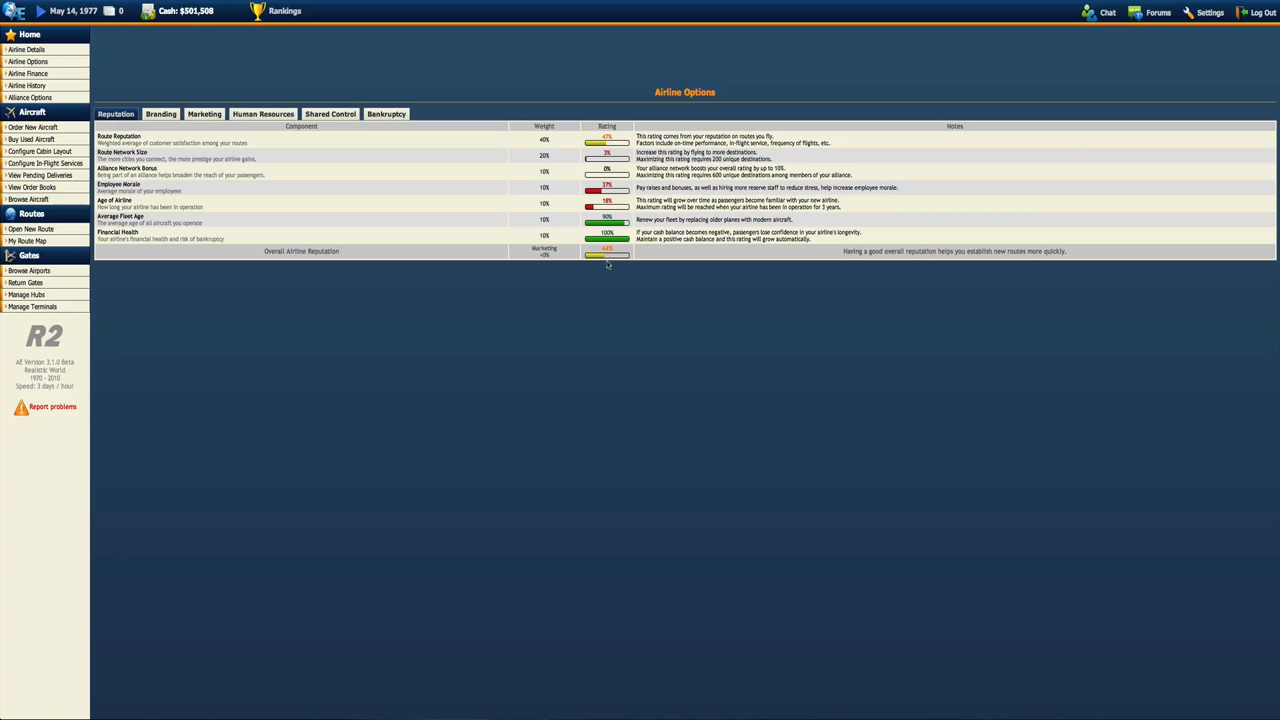 AE
May 14, 1977
0
Cash: $501,508
Rankings
Chat
Forums
Settings
Log Out
Home
Airline Details
Airline Options
Airline Finance
Airline History
Alliance Options
Aircraft
Order New Aircraft
Buy Used Aircraft
Configure Cabin Layout
Configure In-Flight Services
View Pending Deliveries
View Order Books
Browse Aircraft
Routes
Open New Route
My Route Map
Gates
Browse Airports
Return Gates
Manage Hubs
Manage Terminals
R2
AE Version 3.1.0 Beta
Realistic World
1970 - 2010
Speed: 3 days / hour
Report problems
Airline Options
Reputation Branding Marketing Human Resources Shared Control Bankruptcy
Component Weight Rating Notes
Route Reputation
Weighted average of customer satisfaction among your routes
40%
47%
This rating comes from your reputation on routes you fly.
Factors include on-time performance, in-flight service, frequency of flights, etc.
Route Network Size
The more cities you connect, the more prestige your airline gains.
20%
3%
Increase this rating by flying to more destinations.
Maximizing this rating requires 200 unique destinations.
Alliance Network Bonus
Being part of an alliance helps broaden the reach of your passengers.
10%
0%
Your alliance network boosts your overall rating by up to 10%.
Maximizing this rating requires 600 unique destinations among members of your alliance.
Employee Morale
Average morale of your employees
10%
37%
Pay raises and bonuses, as well as hiring more reserve staff to reduce stress, help increase employee morale.
Age of Airline
How long your airline has been in operation
10%
18%
This rating will grow over time as passengers become familiar with your new airline.
Maximum rating will be reached when your airline has been in operation for 3 years.
Average Fleet Age
The average age of all aircraft you operate
10%
90%
Renew your fleet by replacing older planes with modern aircraft.
Financial Health
Your airline's financial health and risk of bankruptcy
10%
100%
If your cash balance becomes negative, passengers lose confidence in your airline's longevity.
Maintain a positive cash balance and this rating will grow automatically.
Overall Airline Reputation
Marketing
+0%
44%
Having a good overall reputation helps you establish new routes more quickly.